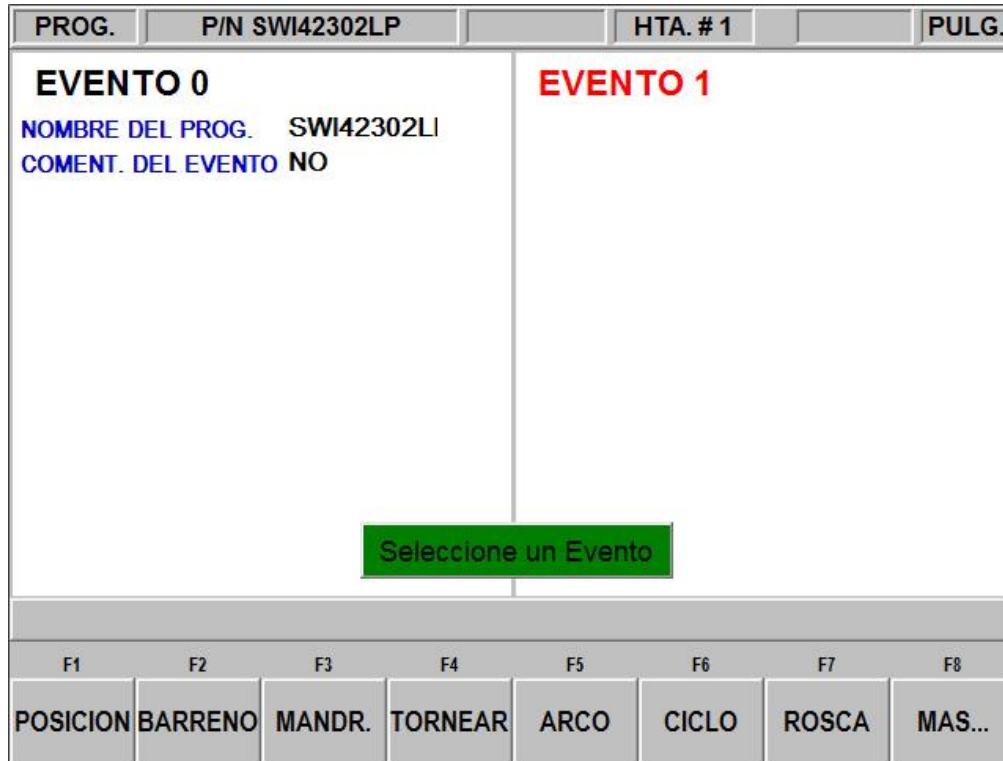 PROG. P/N SWI42302LP HTA. # 1 PULG.
EVENTO 0
NOMBRE DEL PROG. SWI42302LI
COMENT. DEL EVENTO NO
EVENTO 1
Seleccione un Evento
F1 F2 F3 F4 F5 F6 F7 F8
POSICION BARRENO MANDR. TORNEAR ARCO CICLO ROSCA MAS...